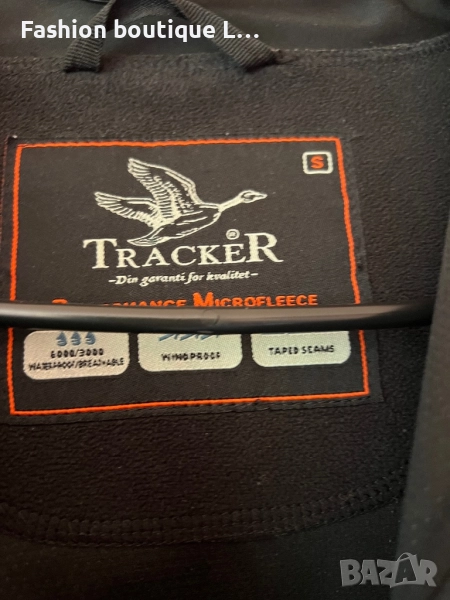 Fashion boutique L...
S
TRACKER®
-Din garanti for kvalitet-
MICROFLEECE
6000/3000
WATERPROOF/BREATHABLE
WINDPROOF
TAPED SEAMS
BAZAR